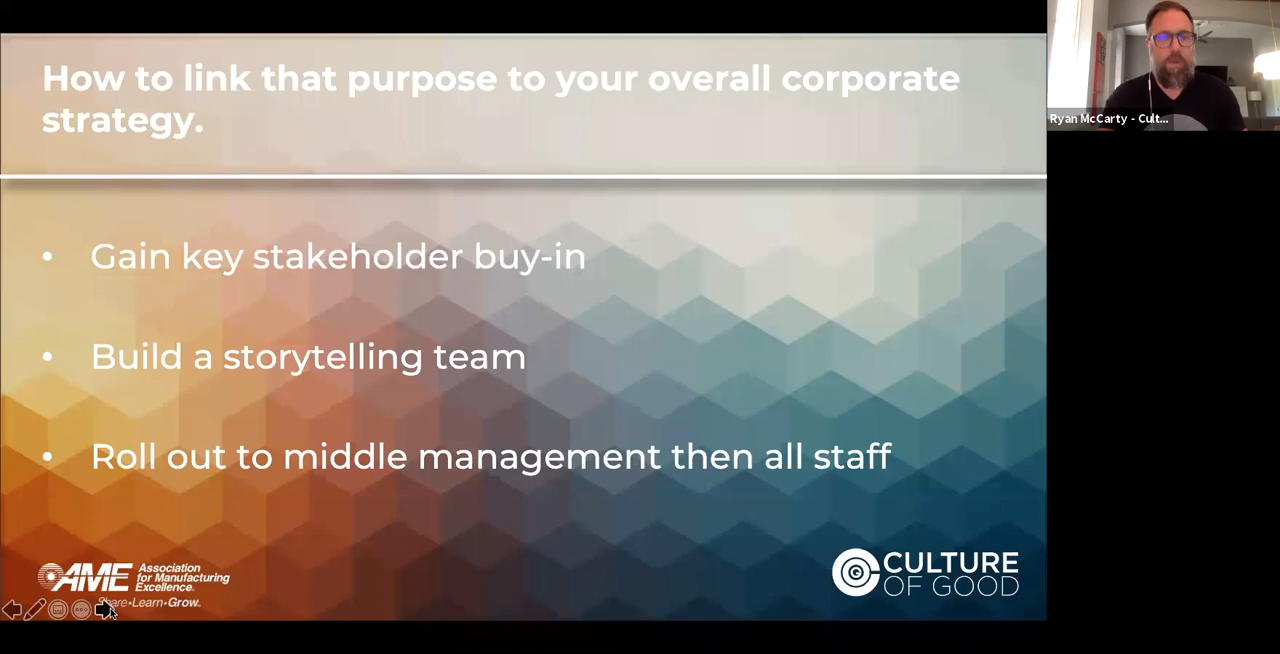 How to link that purpose to your overall corporate
strategy.
Ryan McCarty - Cult...
• Gain key stakeholder buy-in
• Build a storytelling team
• Roll out to middle management then all staff
AME Association
for Manufacturing
Excellence.
Share•Learn•Grow.
CULTURE
OF GOOD